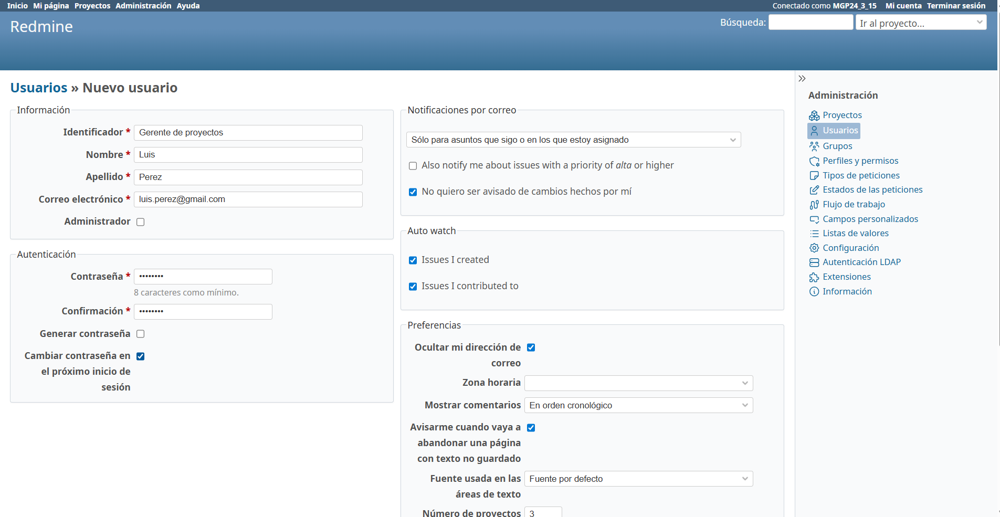 Inicio Mi página Proyectos Administración Ayuda
Conectado como MGP24_3_15 Mi cuenta Terminar sesión
Redmine
Búsqueda: Ir al proyecto...
Usuarios » Nuevo usuario
Información
Identificador * Gerente de proyectos
Nombre * Luis
Apellido * Perez
Correo electrónico * luis.perez@gmail.com
Administrador
Autenticación
Contraseña * ••••••••
8 caracteres como mínimo.
Confirmación * ••••••••
Generar contraseña
Cambiar contraseña en
el próximo inicio de
sesión
Notificaciones por correo
Sólo para asuntos que sigo o en los que estoy asignado
Also notify me about issues with a priority of alta or higher
No quiero ser avisado de cambios hechos por mí
Auto watch
Issues I created
Issues I contributed to
Preferencias
Ocultar mi dirección de
correo
Zona horaria
Mostrar comentarios En orden cronológico
Avisarme cuando vaya a
abandonar una página
con texto no guardado
Fuente usada en las Fuente por defecto
áreas de texto
Número de proyectos 3
Administración
Proyectos
Usuarios
Grupos
Perfiles y permisos
Tipos de peticiones
Estados de las peticiones
Flujo de trabajo
Campos personalizados
Listas de valores
Configuración
Autenticación LDAP
Extensiones
Información